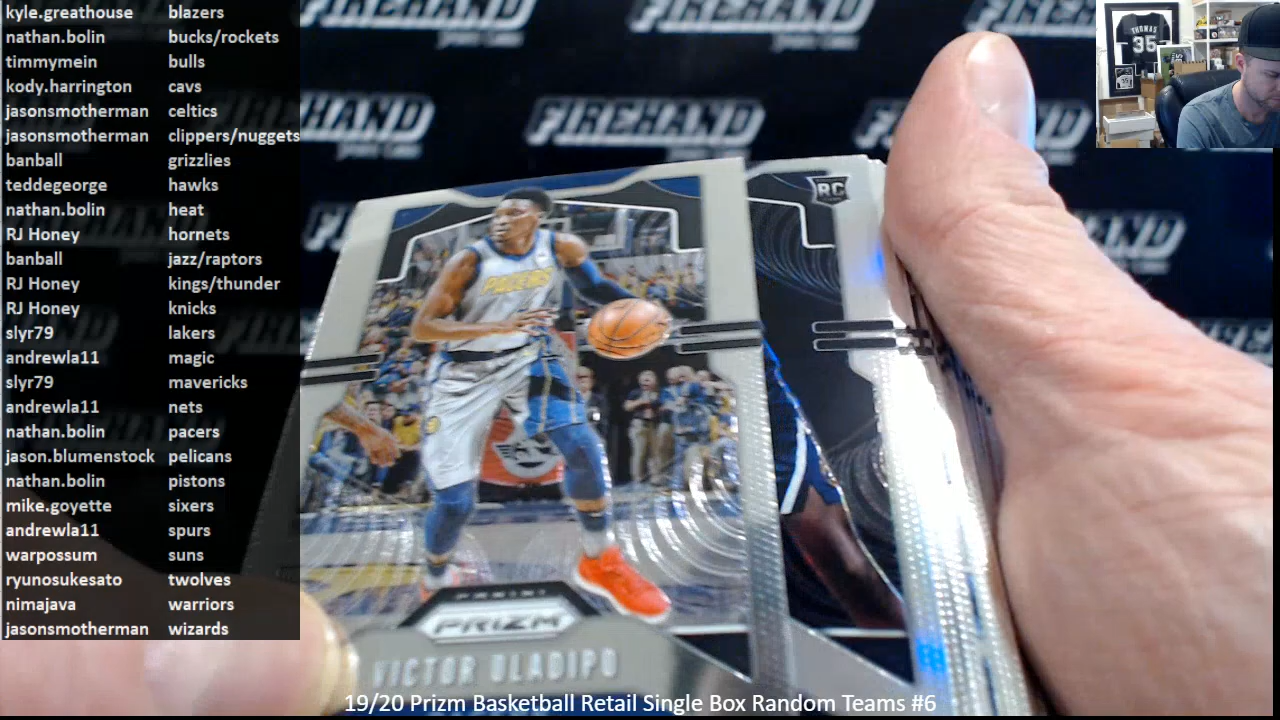 kyle.greathouse blazers
nathan.bolin bucks/rockets
timmymein bulls
kody.harrington cavs
jasonsmotherman celtics
jasonsmotherman clippers/nuggets
banball grizzlies
teddegeorge hawks
nathan.bolin heat
RJ Honey hornets
banball jazz/raptors
RJ Honey kings/thunder
RJ Honey knicks
slyr79 lakers
andrewla11 magic
slyr79 mavericks
andrewla11 nets
nathan.bolin pacers
jason.blumenstock pelicans
nathan.bolin pistons
mike.goyette sixers
andrewla11 spurs
warpossum suns
ryunosukesato twolves
nimajava warriors
jasonsmotherman wizards
FIREHAND
FIREHAND
THOMAS
35
RC
PACERS
PRIZM
VICTOR OLADIPO
19/20 Prizm Basketball Retail Single Box Random Teams #6